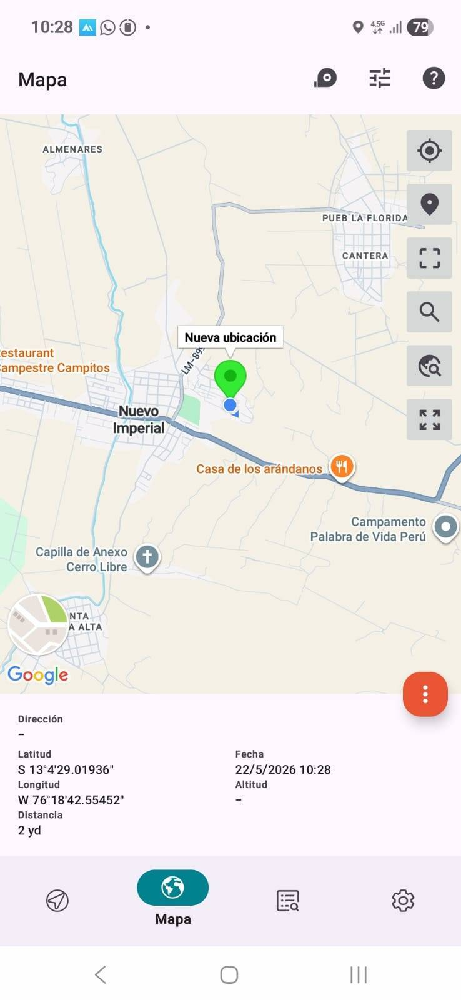 10:28
4.5G
79
Mapa
ALMENARES
PUEB LA FLORIDA
CANTERA
Nueva ubicación
estaurant
ampestre Campitos
Nuevo
Imperial
Casa de los arándanos
Campamento
Palabra de Vida Perú
Capilla de Anexo
Cerro Libre
NTA
A ALTA
Google
Dirección
–
Latitud
S 13°4'29.01936"
Fecha
22/5/2026 10:28
Longitud
W 76°18'42.55452"
Altitud
–
Distancia
2 yd
Mapa